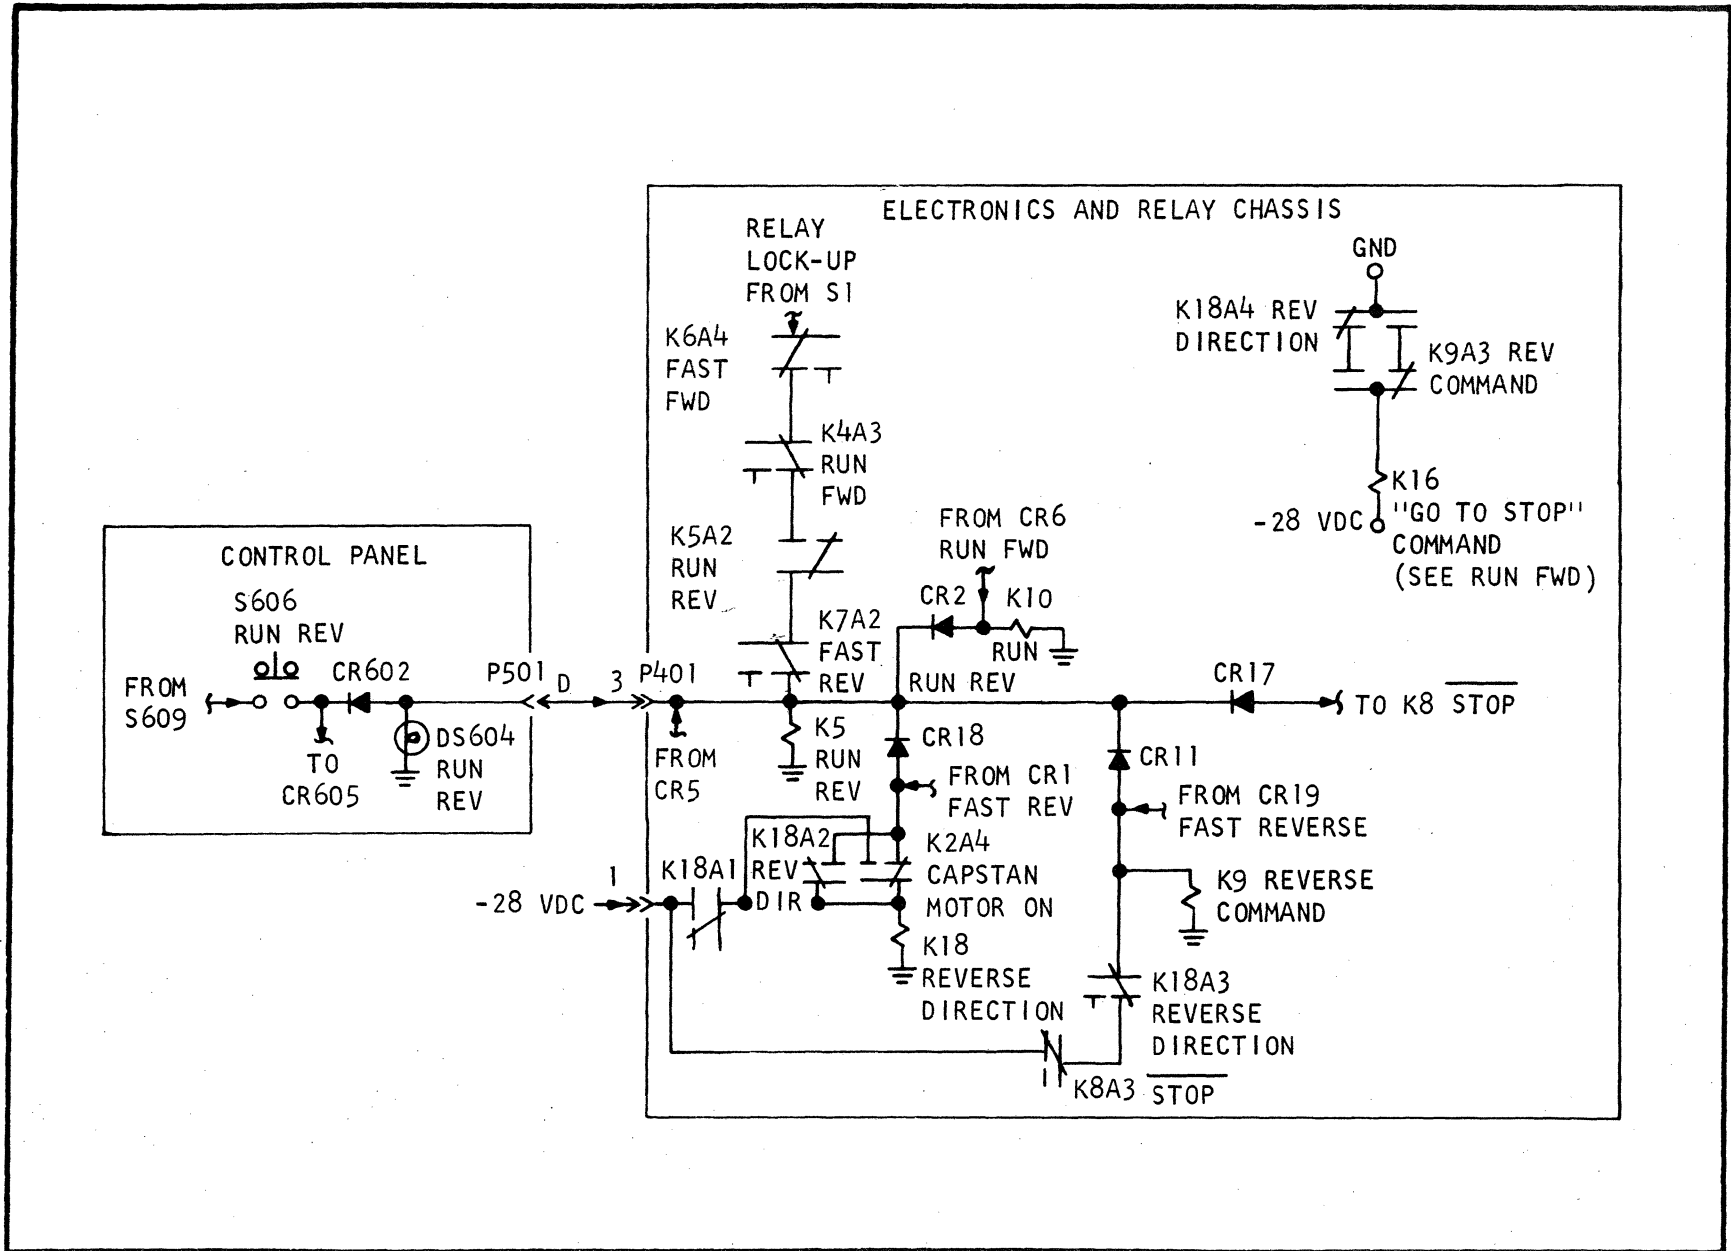 ELECTRONICS AND RELAY CHASSIS
RELAY
LOCK-UP
FROM S1
GND
K18A4 REV
DIRECTION
K9A3 REV
COMMAND
K6A4
FAST
FWD
K4A3
RUN
FWD
K16
"GO TO STOP"
COMMAND
(SEE RUN FWD)
-28 VDC
FROM CR6
RUN FWD
K5A2
RUN
REV
CR2
K10
RUN
K7A2
FAST
REV
CONTROL PANEL
S606
RUN REV
CR602
FROM
S609
TO
CR605
DS604
RUN
REV
P501
D
3
P401
FROM
CR5
K5
RUN
REV
RUN REV
CR17
TO K8 STOP
CR18
FROM CR1
FAST REV
CR11
FROM CR19
FAST REVERSE
K18A2
REV
DIR
K2A4
CAPSTAN
MOTOR ON
K18A1
1
-28 VDC
K9 REVERSE
COMMAND
K18
REVERSE
DIRECTION
K18A3
REVERSE
DIRECTION
K8A3 STOP